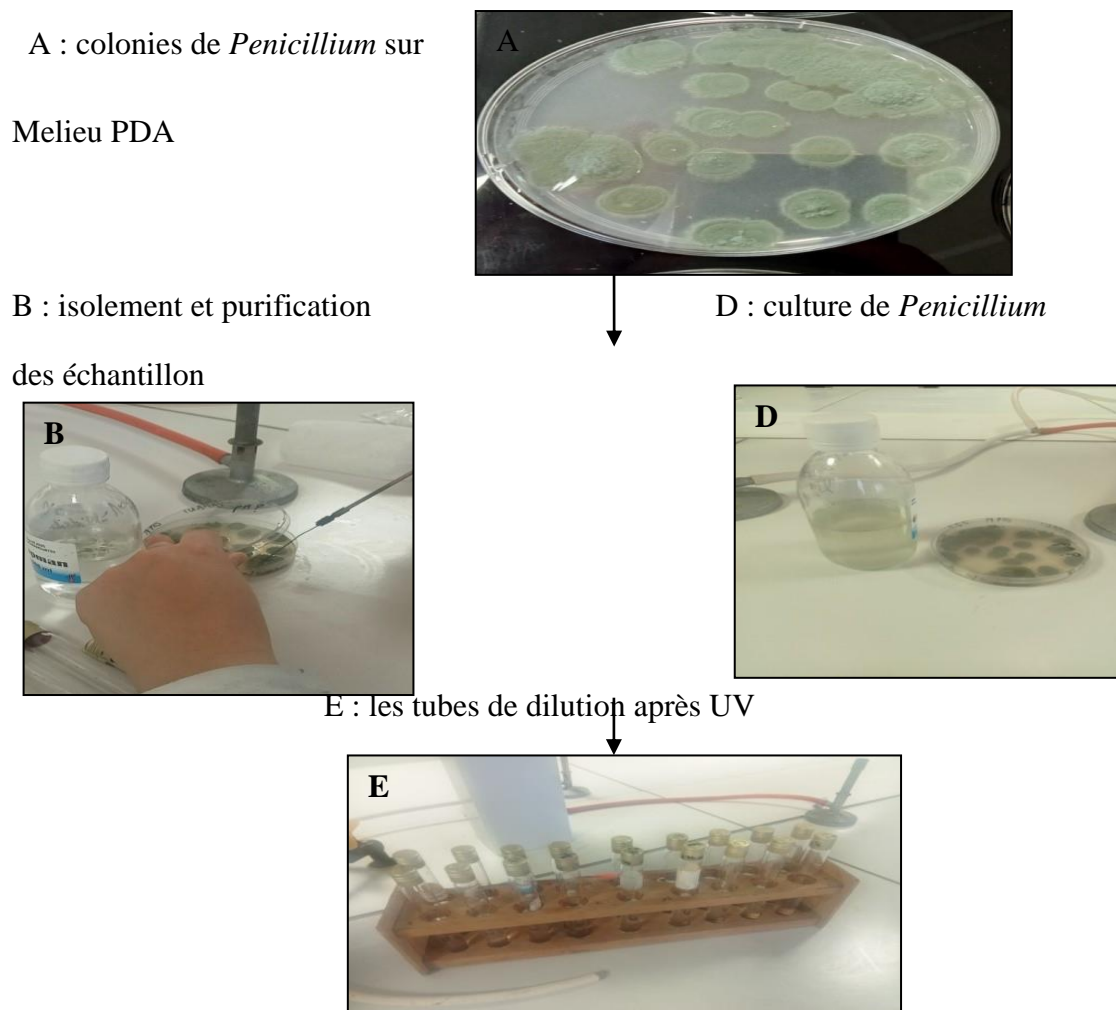 A : colonies de Penicillium sur
A
Melieu PDA
B : isolement et purification
D : culture de Penicillium
des échantillon
B
D
E : les tubes de dilution après UV
E